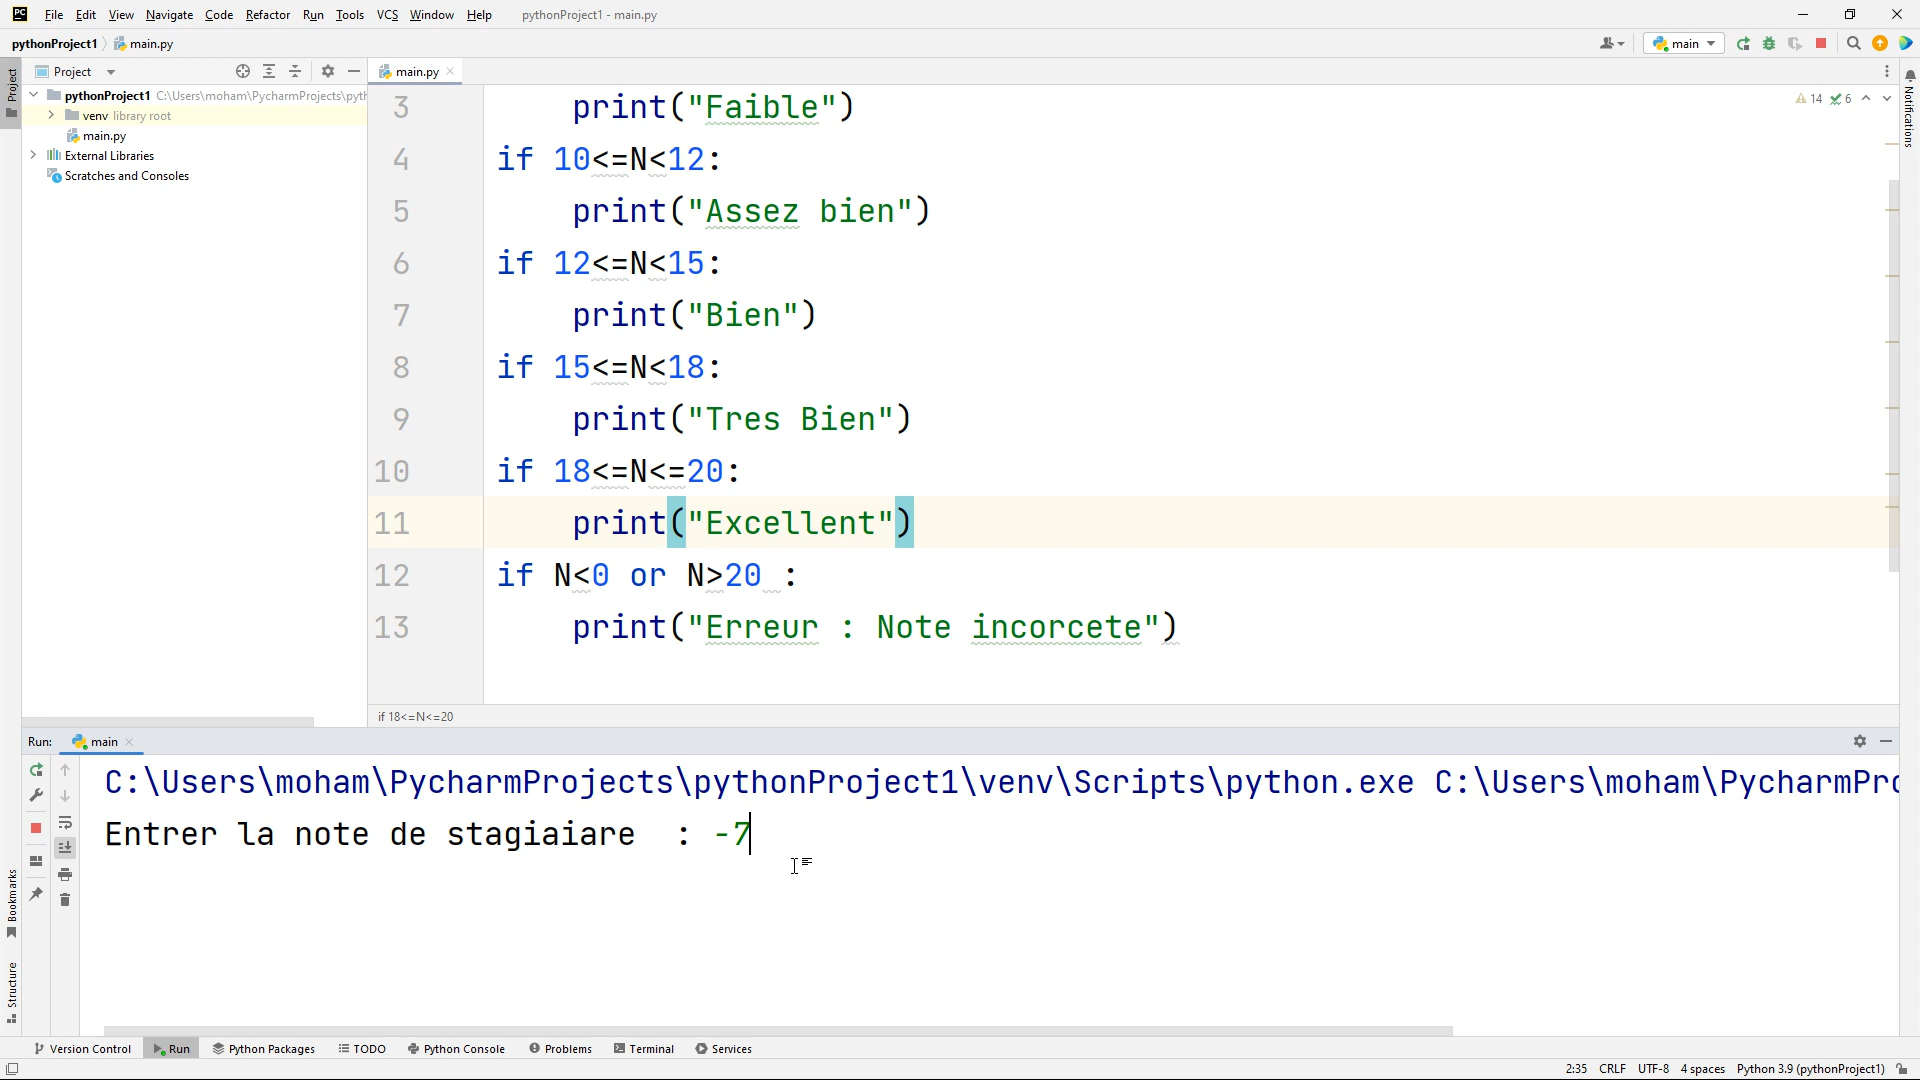 File Edit View Navigate Code Refactor Run Tools VCS Window Help pythonProject1 - main.py
pythonProject1 main.py main
Project main.py
pythonProject1 C:\Users\moham\PycharmProjects\pyth
venv library root
main.py
External Libraries
Scratches and Consoles
14 6
3 print("Faible")
4 if 10<=N<12:
5 print("Assez bien")
6 if 12<=N<15:
7 print("Bien")
8 if 15<=N<18:
9 print("Tres Bien")
10 if 18<=N<=20:
11 print("Excellent")
12 if N<0 or N>20 :
13 print("Erreur : Note incorcete")
if 18<=N<=20
Project
Notifications
Bookmarks
Structure
Run: main
C:\Users\moham\PycharmProjects\pythonProject1\venv\Scripts\python.exe C:\Users\moham\PycharmPro
Entrer la note de stagiaiare  : -7
Version Control Run Python Packages TODO Python Console Problems Terminal Services
2:35 CRLF UTF-8 4 spaces Python 3.9 (pythonProject1)